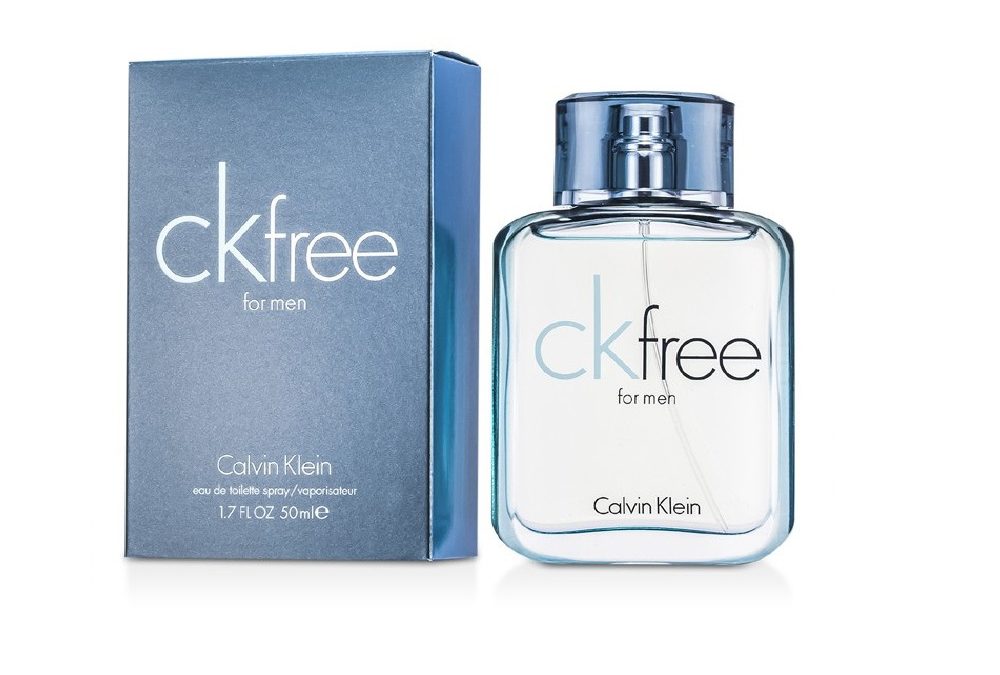 ckfree
for men
Calvin Klein
eau de toilette spray/vaporisateur
1.7 FL OZ 50ml℮
ckfree
for men
Calvin Klein